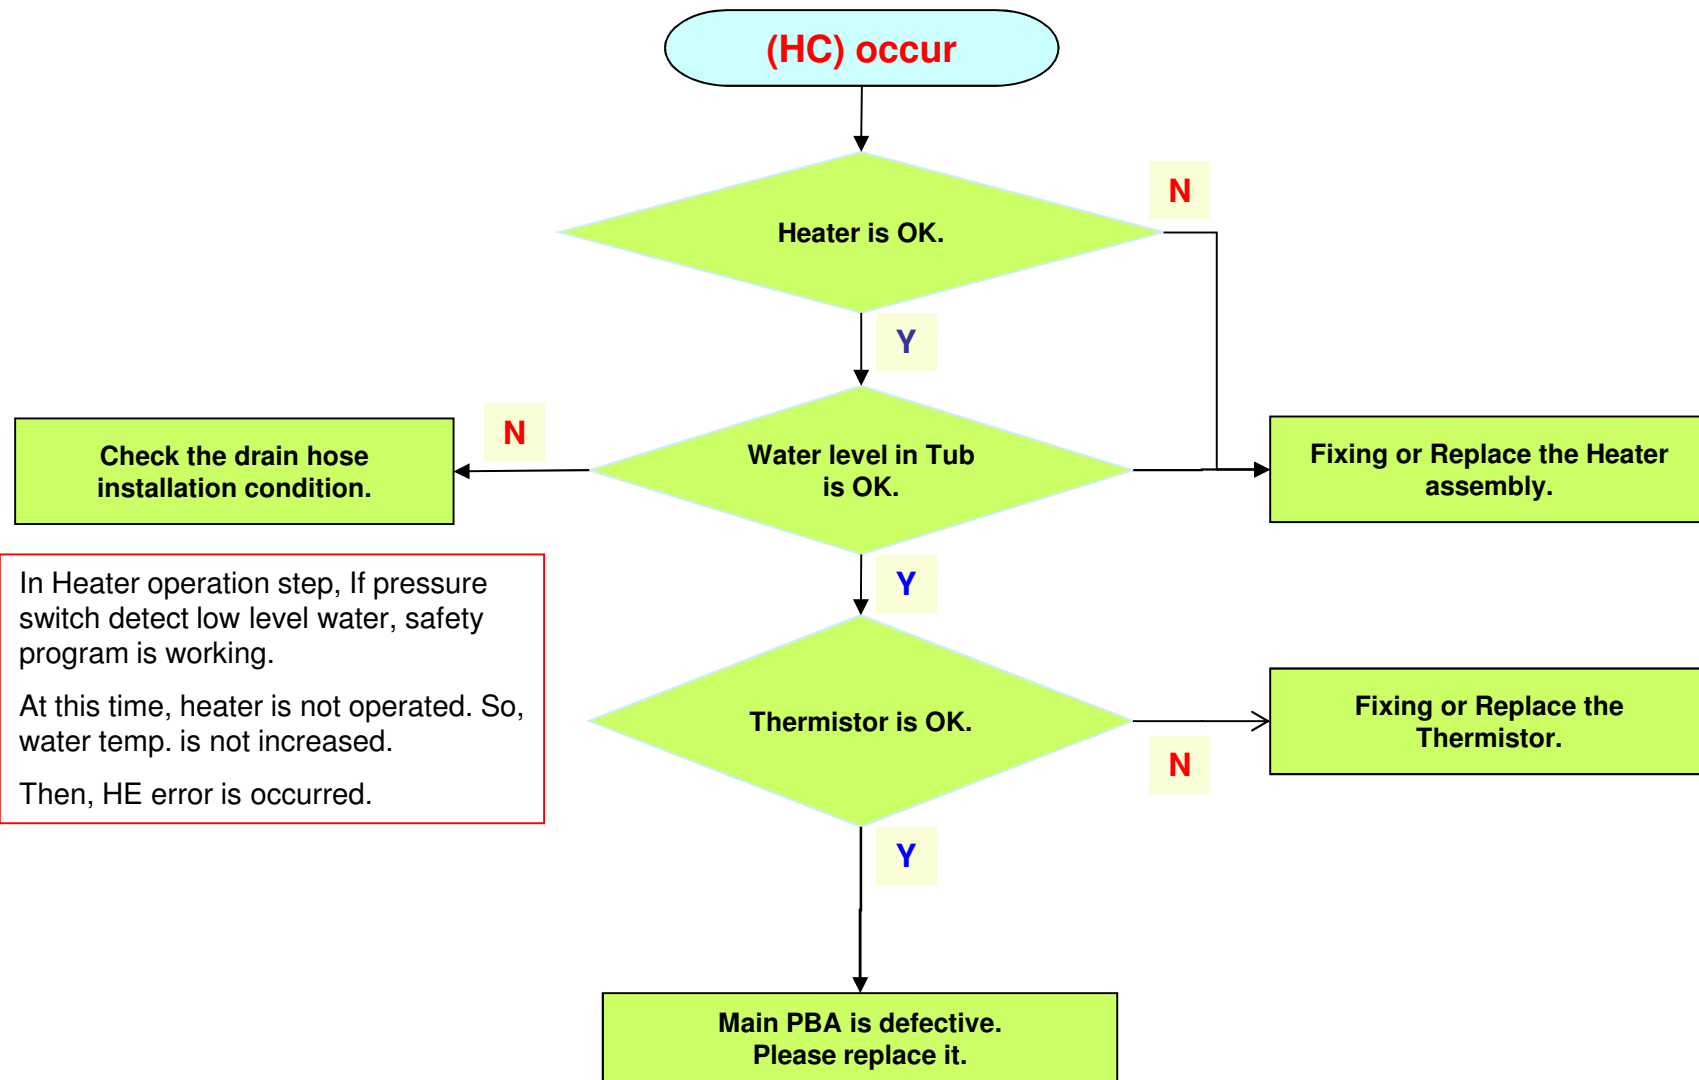 (HC) occur
N
Heater is OK.
Y
N
Check the drain hose
installation condition.
Water level in Tub
is OK.
Fixing or Replace the Heater
assembly.
In Heater operation step, If pressure
switch detect low level water, safety
program is working.
At this time, heater is not operated. So,
water temp. is not increased.
Then, HE error is occurred.
Y
Thermistor is OK.
N
Fixing or Replace the
Thermistor.
Y
Main PBA is defective.
Please replace it.